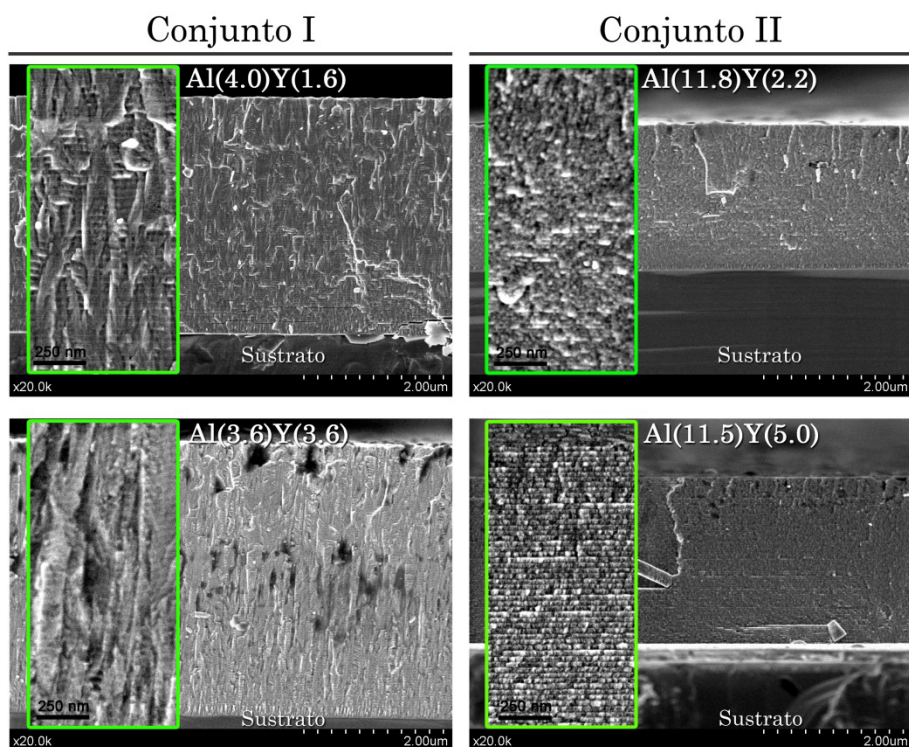 Conjunto I
Conjunto II
Al(4.0)Y(1.6)
250 nm
Sustrato
x20.0k
2.00um
Al(11.8)Y(2.2)
250 nm
Sustrato
x20.0k
2.00um
Al(3.6)Y(3.6)
250 nm
Sustrato
x20.0k
2.00um
Al(11.5)Y(5.0)
250 nm
Sustrato
x20.0k
2.00um